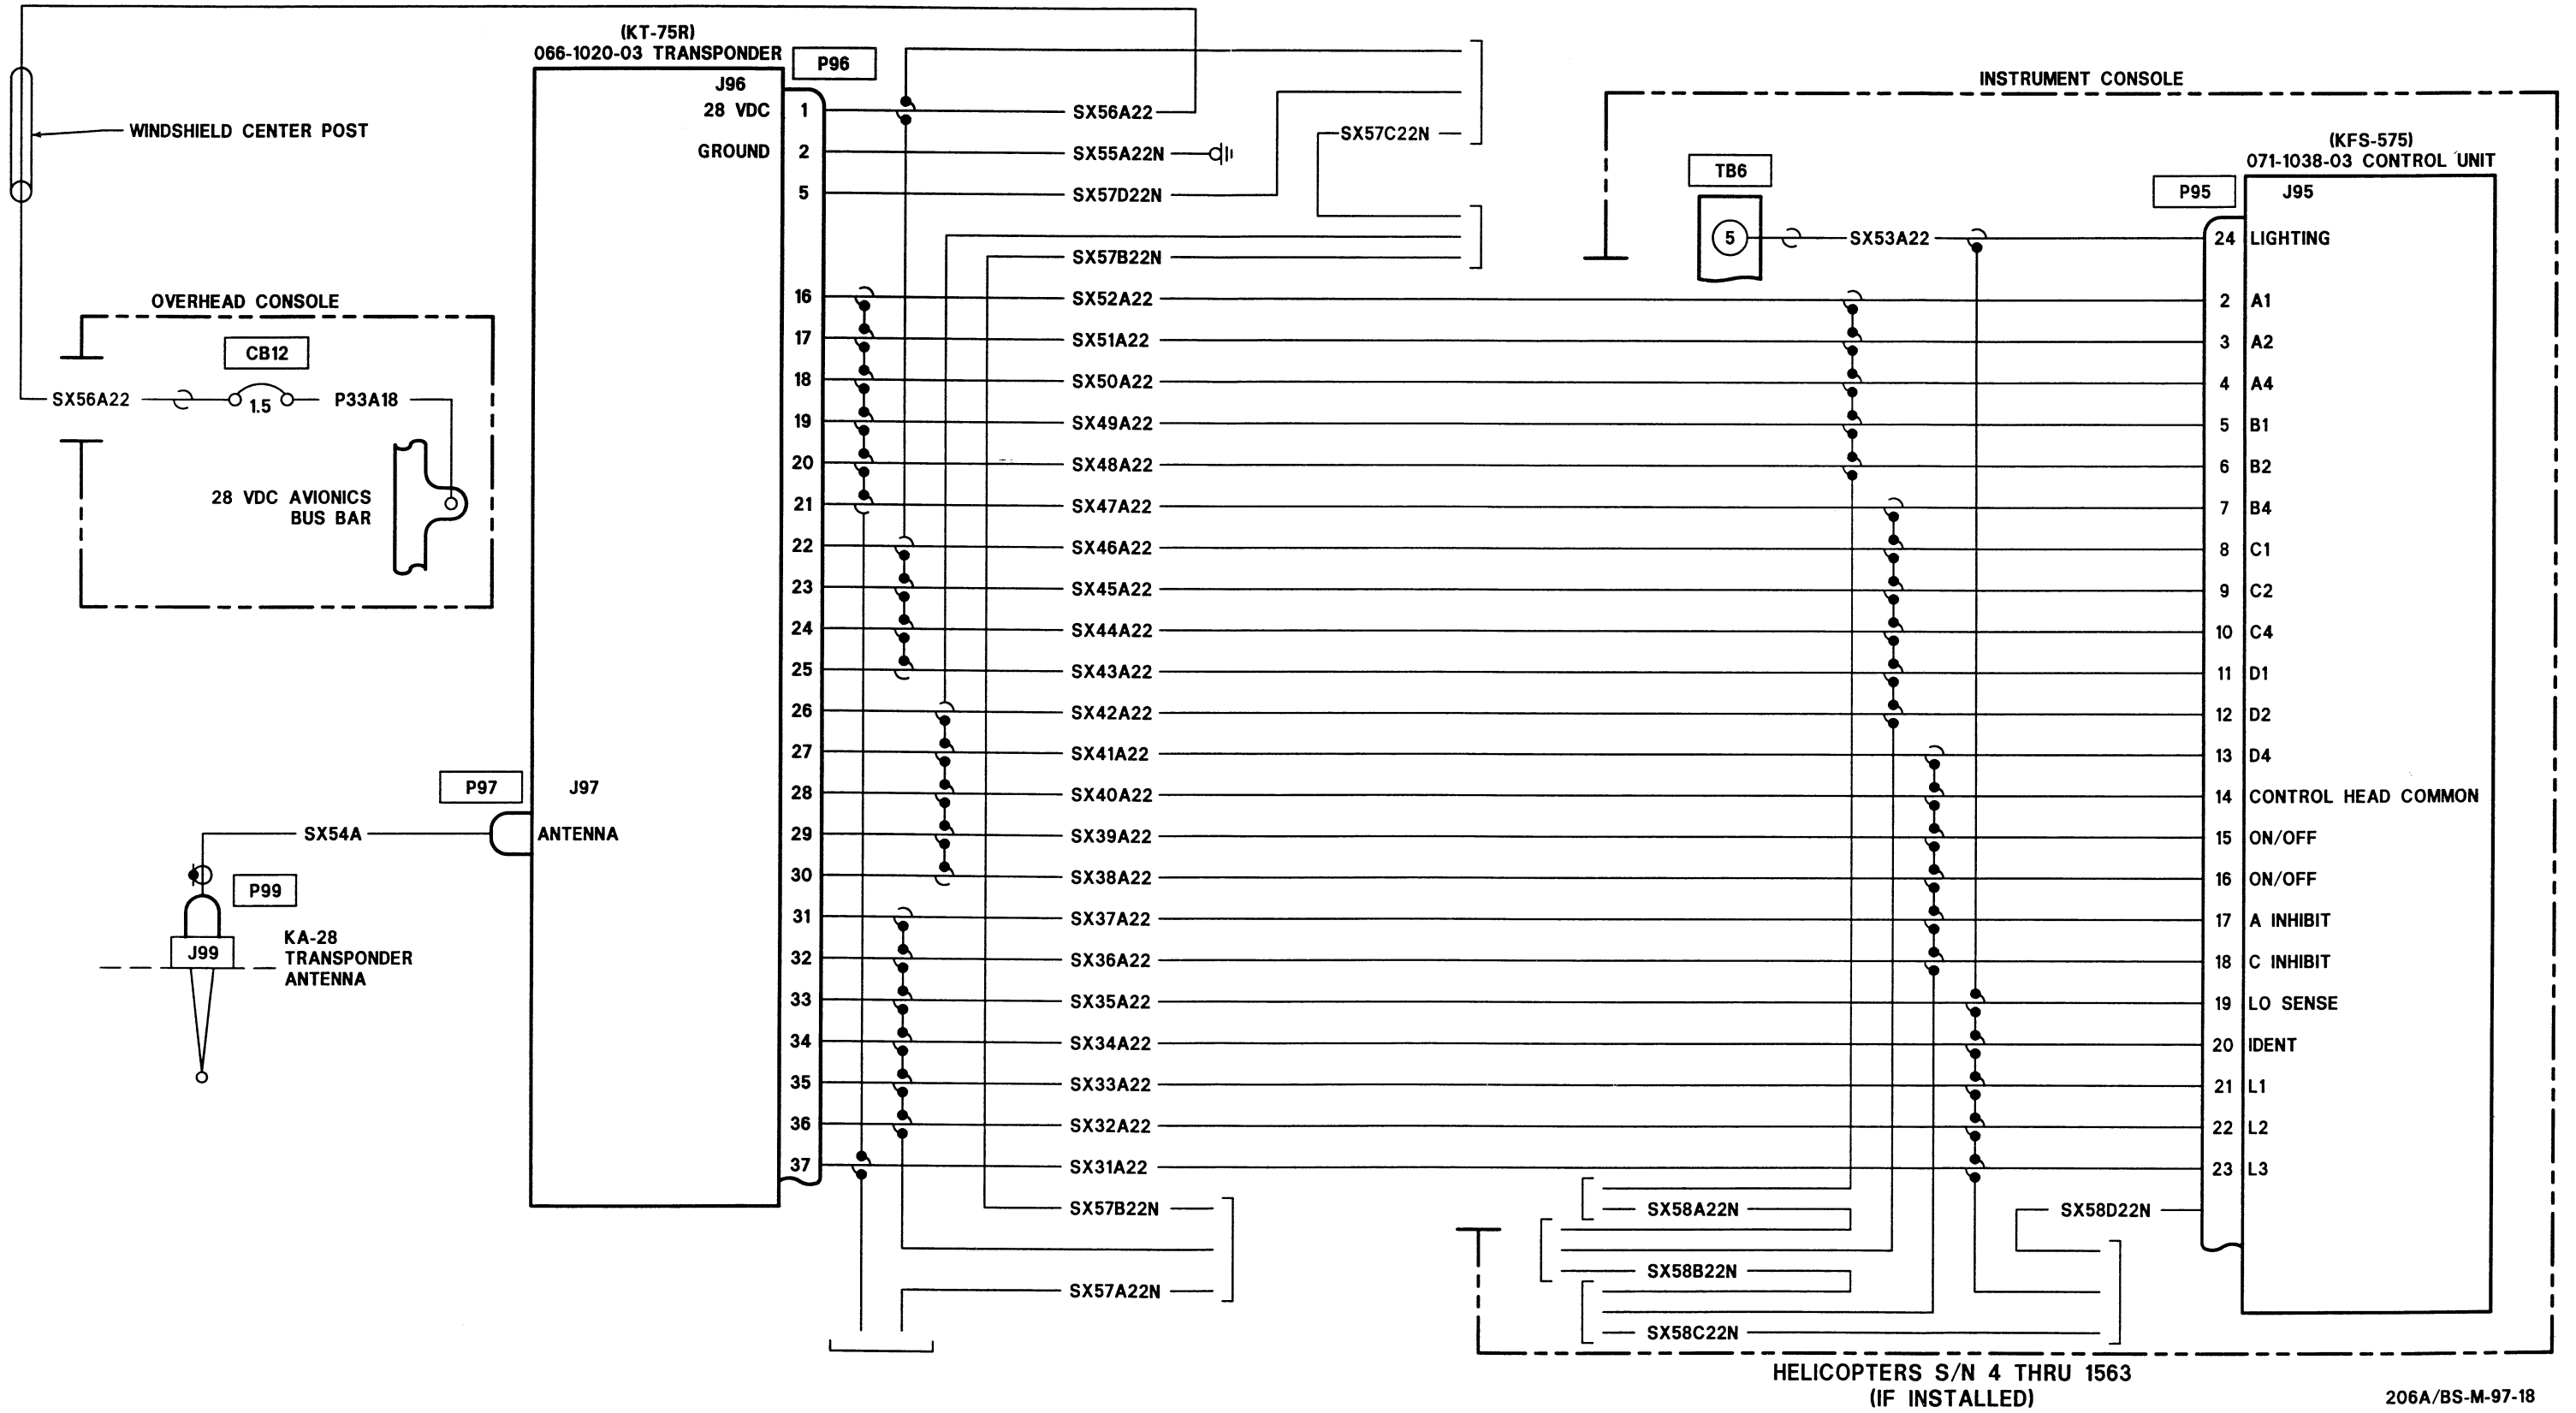 (KT-75R)
066-1020-03 TRANSPONDER
P96
J96
28 VDC 1 SX56A22
GROUND 2 SX55A22N
5 SX57D22N
SX57C22N
SX57B22N
WINDSHIELD CENTER POST
INSTRUMENT CONSOLE
(KFS-575)
071-1038-03 CONTROL UNIT
TB6
P95
J95
5 SX53A22 24 LIGHTING
OVERHEAD CONSOLE
CB12
SX56A22 1.5 P33A18
28 VDC AVIONICS
BUS BAR
16 SX52A22 2 A1
17 SX51A22 3 A2
18 SX50A22 4 A4
19 SX49A22 5 B1
20 SX48A22 6 B2
21 SX47A22 7 B4
22 SX46A22 8 C1
23 SX45A22 9 C2
24 SX44A22 10 C4
25 SX43A22 11 D1
26 SX42A22 12 D2
27 SX41A22 13 D4
28 SX40A22 14 CONTROL HEAD COMMON
29 SX39A22 15 ON/OFF
30 SX38A22 16 ON/OFF
31 SX37A22 17 A INHIBIT
32 SX36A22 18 C INHIBIT
33 SX35A22 19 LO SENSE
34 SX34A22 20 IDENT
35 SX33A22 21 L1
36 SX32A22 22 L2
37 SX31A22 23 L3
P97
J97
SX54A
ANTENNA
P99
J99
KA-28
TRANSPONDER
ANTENNA
SX57B22N
SX57A22N
SX58A22N
SX58B22N
SX58C22N
SX58D22N
HELICOPTERS S/N 4 THRU 1563
(IF INSTALLED)
206A/BS-M-97-18